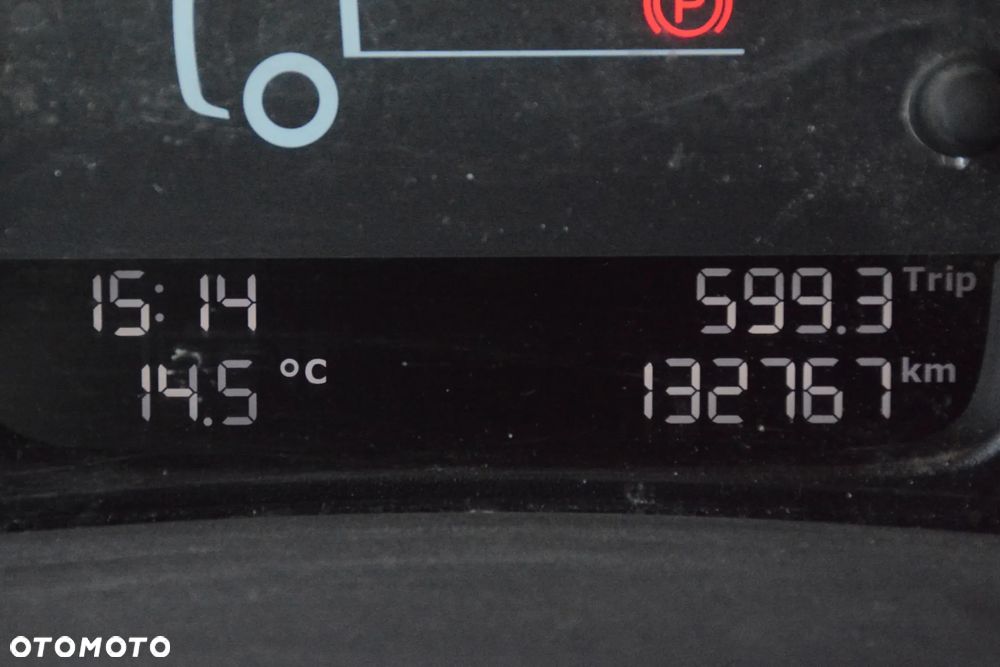 P
15:14
599.3 Trip
14.5 °C
132767 km
OTOMOTO